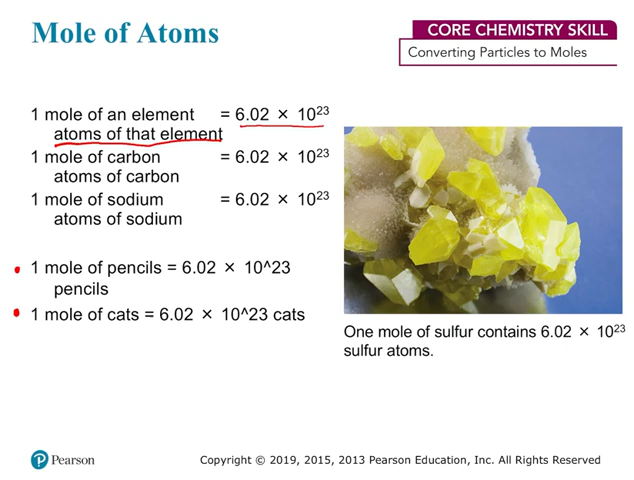 Mole of Atoms
CORE CHEMISTRY SKILL
Converting Particles to Moles
1 mole of an element = 6.02 × 10²³
atoms of that element
1 mole of carbon = 6.02 × 10²³
atoms of carbon
1 mole of sodium = 6.02 × 10²³
atoms of sodium
1 mole of pencils = 6.02 × 10^23
pencils
1 mole of cats = 6.02 × 10^23 cats
One mole of sulfur contains 6.02 × 10²³
sulfur atoms.
Pearson
Copyright © 2019, 2015, 2013 Pearson Education, Inc. All Rights Reserved